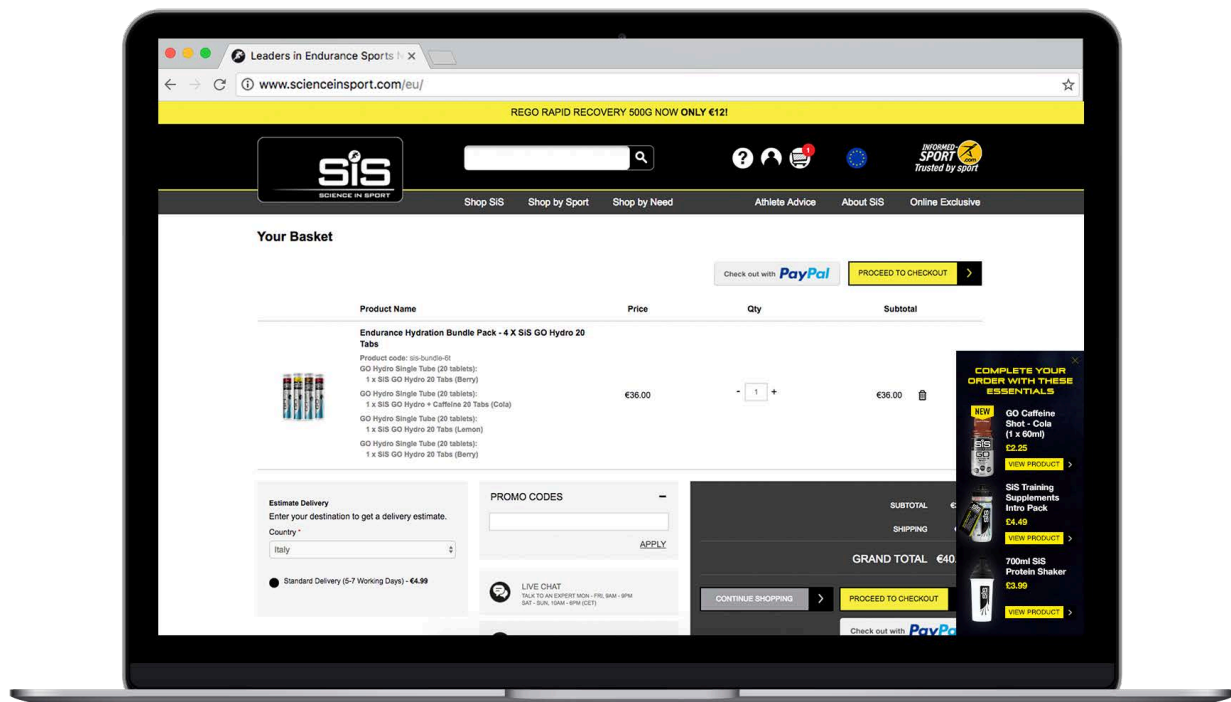 Leaders in Endurance Sports N
www.scienceinsport.com/eu/
REGO RAPID RECOVERY 500G NOW ONLY €12!
SiS
SCIENCE IN SPORT
1
INFORMED-
SPORT
.com
Trusted by sport
Shop SiS Shop by Sport Shop by Need Athlete Advice About SiS Online Exclusive
Your Basket
Check out with PayPal PROCEED TO CHECKOUT
Product Name Price Qty Subtotal
Endurance Hydration Bundle Pack - 4 X SiS GO Hydro 20
Tabs
Product code: sis-bundle-6t
GO Hydro Single Tube (20 tablets):
1 x SiS GO Hydro 20 Tabs (Berry)
GO Hydro Single Tube (20 tablets):
1 x SiS GO Hydro + Caffeine 20 Tabs (Cola)
GO Hydro Single Tube (20 tablets):
1 x SiS GO Hydro 20 Tabs (Lemon)
GO Hydro Single Tube (20 tablets):
1 x SiS GO Hydro 20 Tabs (Berry)
€36.00 - 1 + €36.00
Estimate Delivery
Enter your destination to get a delivery estimate.
Country *
Italy
Standard Delivery (5-7 Working Days) - €4.99
PROMO CODES
APPLY
LIVE CHAT
TALK TO AN EXPERT MON - FRI, 9AM - 9PM
SAT - SUN, 10AM - 6PM (CET)
SUBTOTAL €
SHIPPING
GRAND TOTAL €40.
CONTINUE SHOPPING PROCEED TO CHECKOUT
Check out with PayPa
COMPLETE YOUR
ORDER WITH THESE
ESSENTIALS
NEW
SiS
GO
GO Caffeine
Shot - Cola
(1 x 60ml)
£2.25
VIEW PRODUCT
SiS Training
Supplements
Intro Pack
£4.49
VIEW PRODUCT
700ml SiS
Protein Shaker
£3.99
VIEW PRODUCT